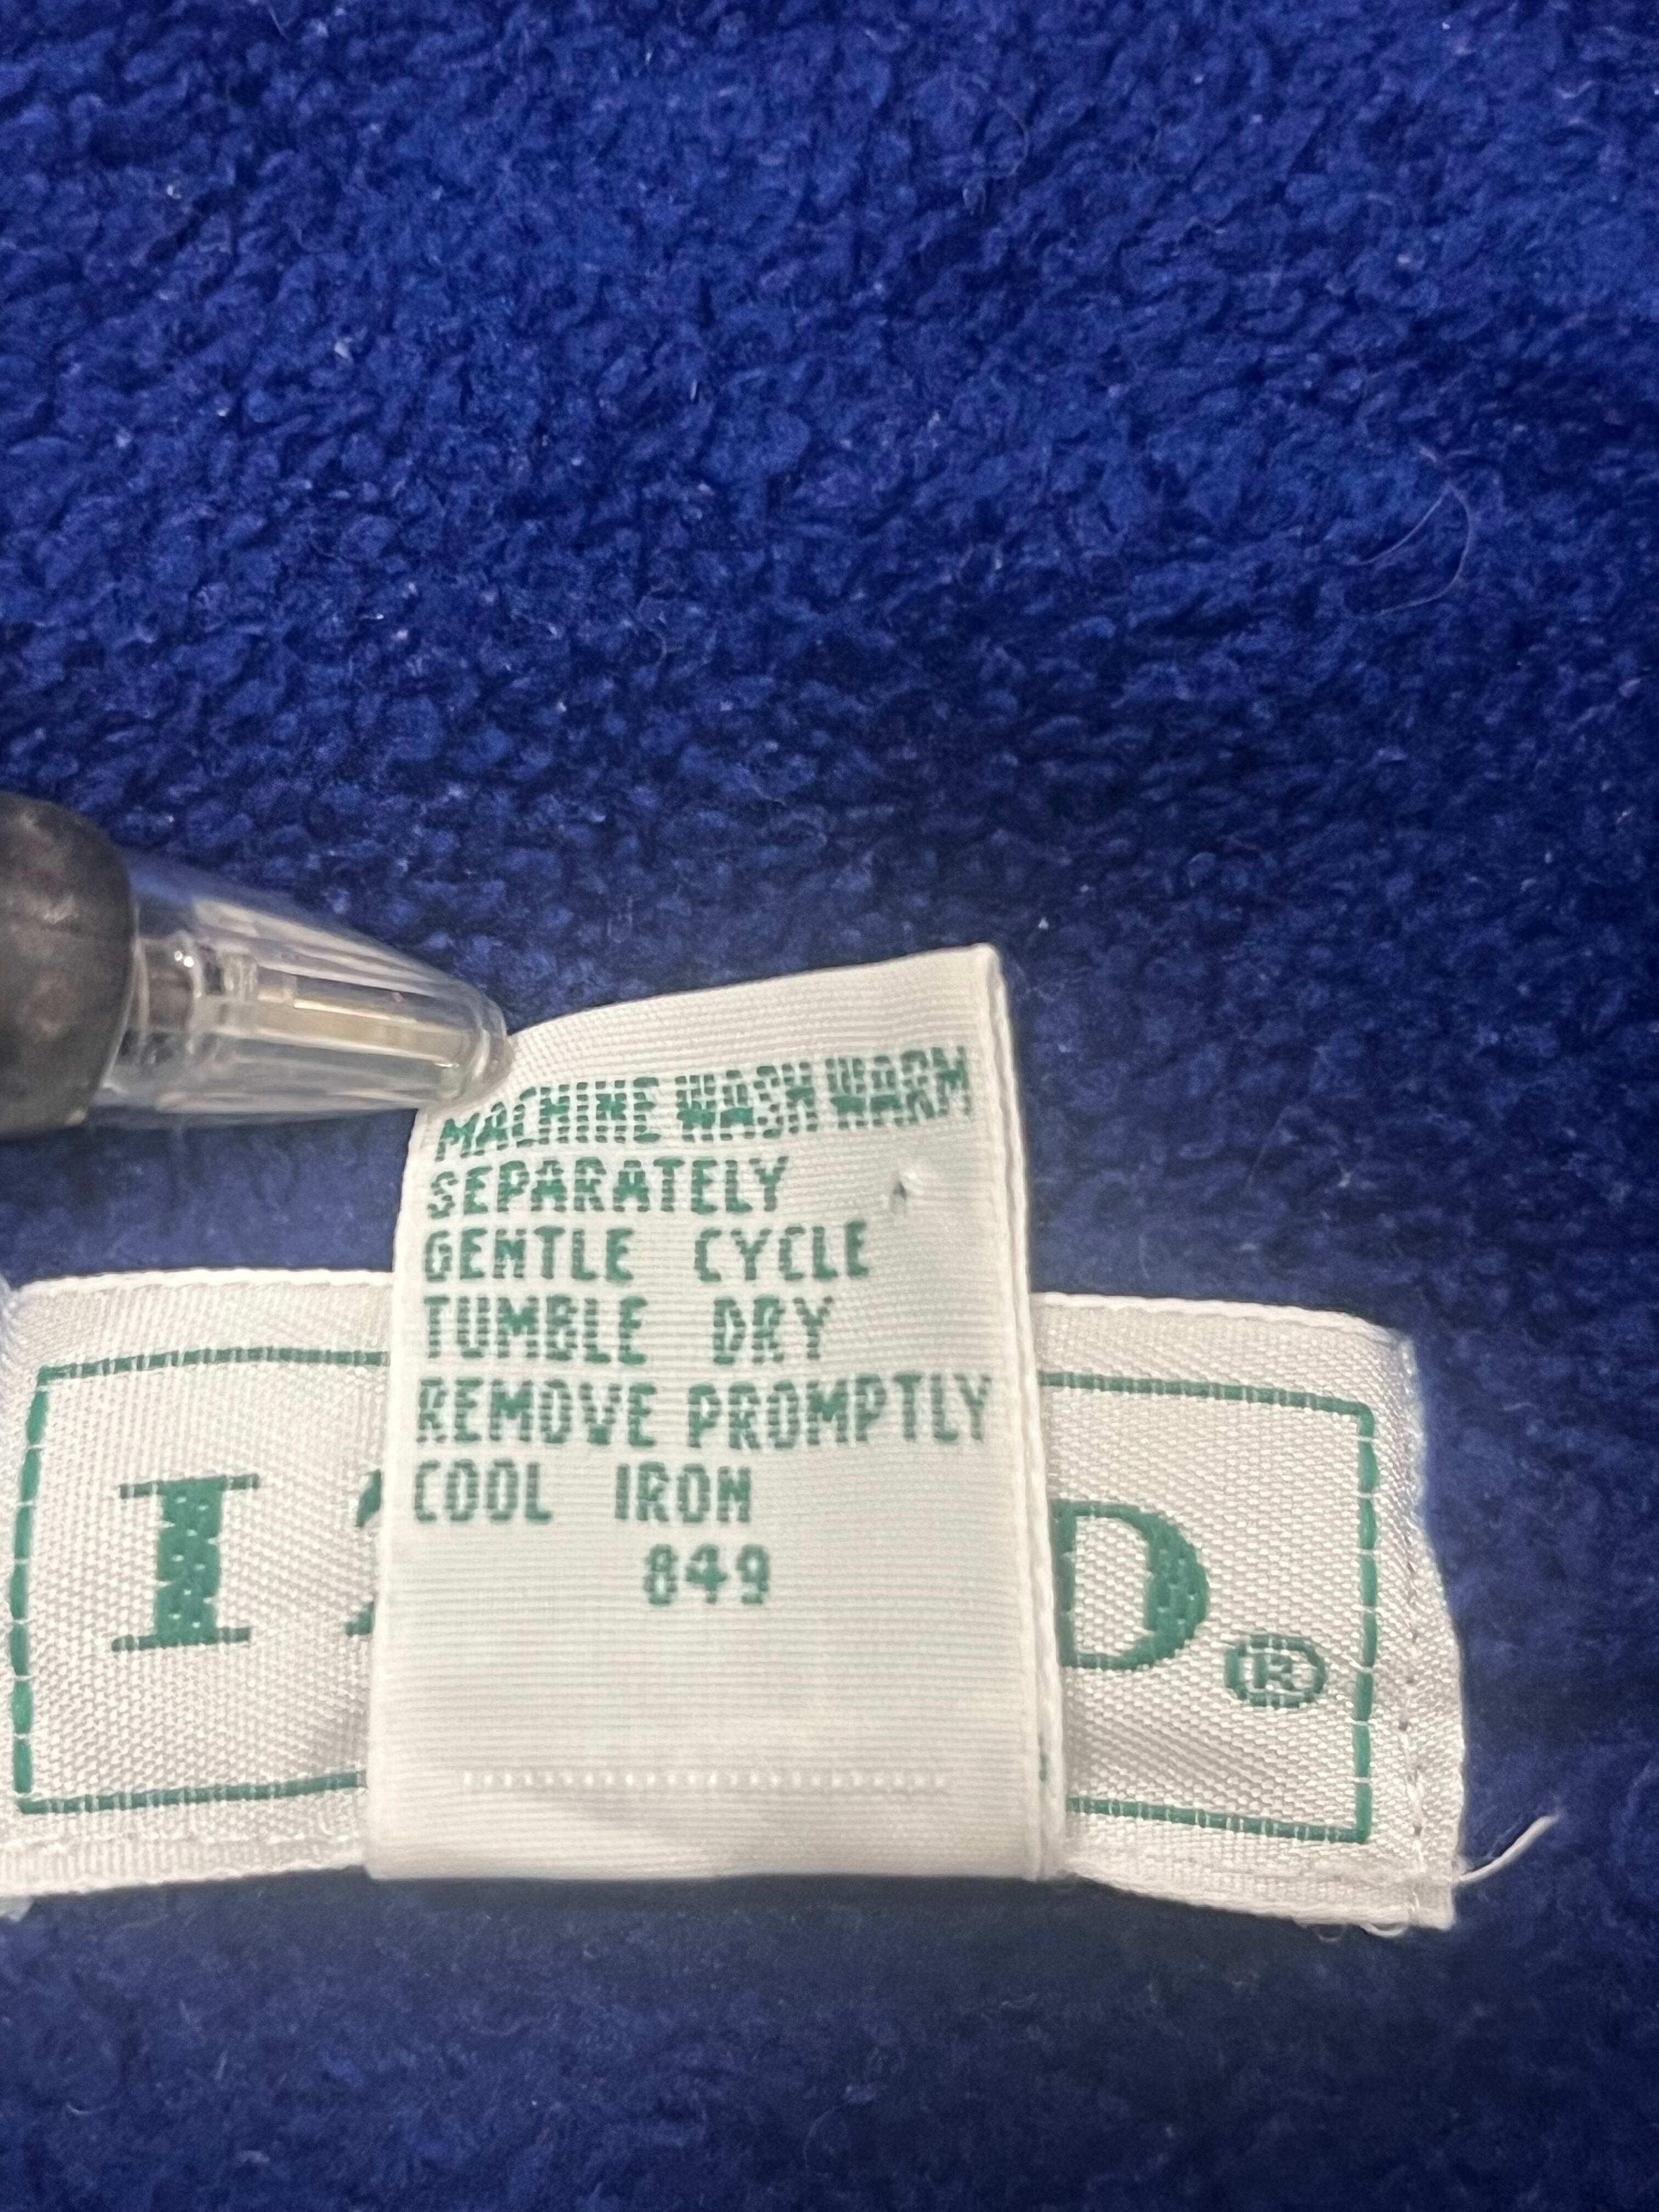 MACHINE WASH WARM
SEPARATELY
GENTLE CYCLE
TUMBLE DRY
REMOVE PROMPTLY
COOL IRON
849
I D®